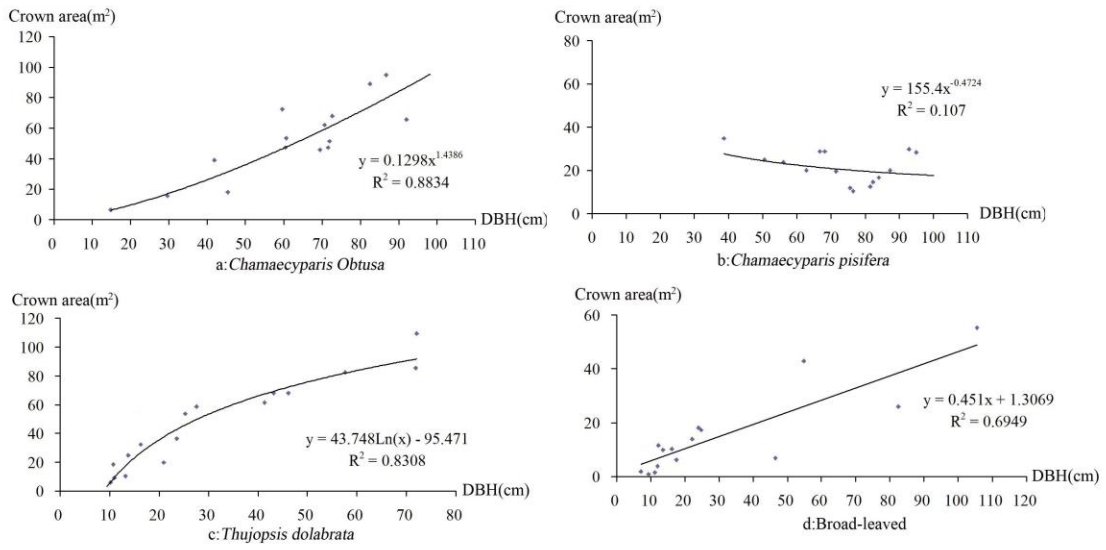 Crown area(m²)
120
100
80
60
40
20
0
y = 0.1298x^1.4386
R² = 0.8834
DBH(cm)
0 10 20 30 40 50 60 70 80 90 100 110
a:Chamaecyparis Obtusa
Crown area(m²)
80
60
40
20
0
y = 155.4x^-0.4724
R² = 0.107
DBH(cm)
0 10 20 30 40 50 60 70 80 90 100 110
b:Chamaecyparis pisifera
Crown area(m²)
120
100
80
60
40
20
0
y = 43.748Ln(x) - 95.471
R² = 0.8308
DBH(cm)
0 10 20 30 40 50 60 70 80
c:Thujopsis dolabrata
Crown area(m²)
60
40
20
0
y = 0.451x + 1.3069
R² = 0.6949
DBH(cm)
0 10 20 30 40 50 60 70 80 90 100 110 120
d:Broad-leaved